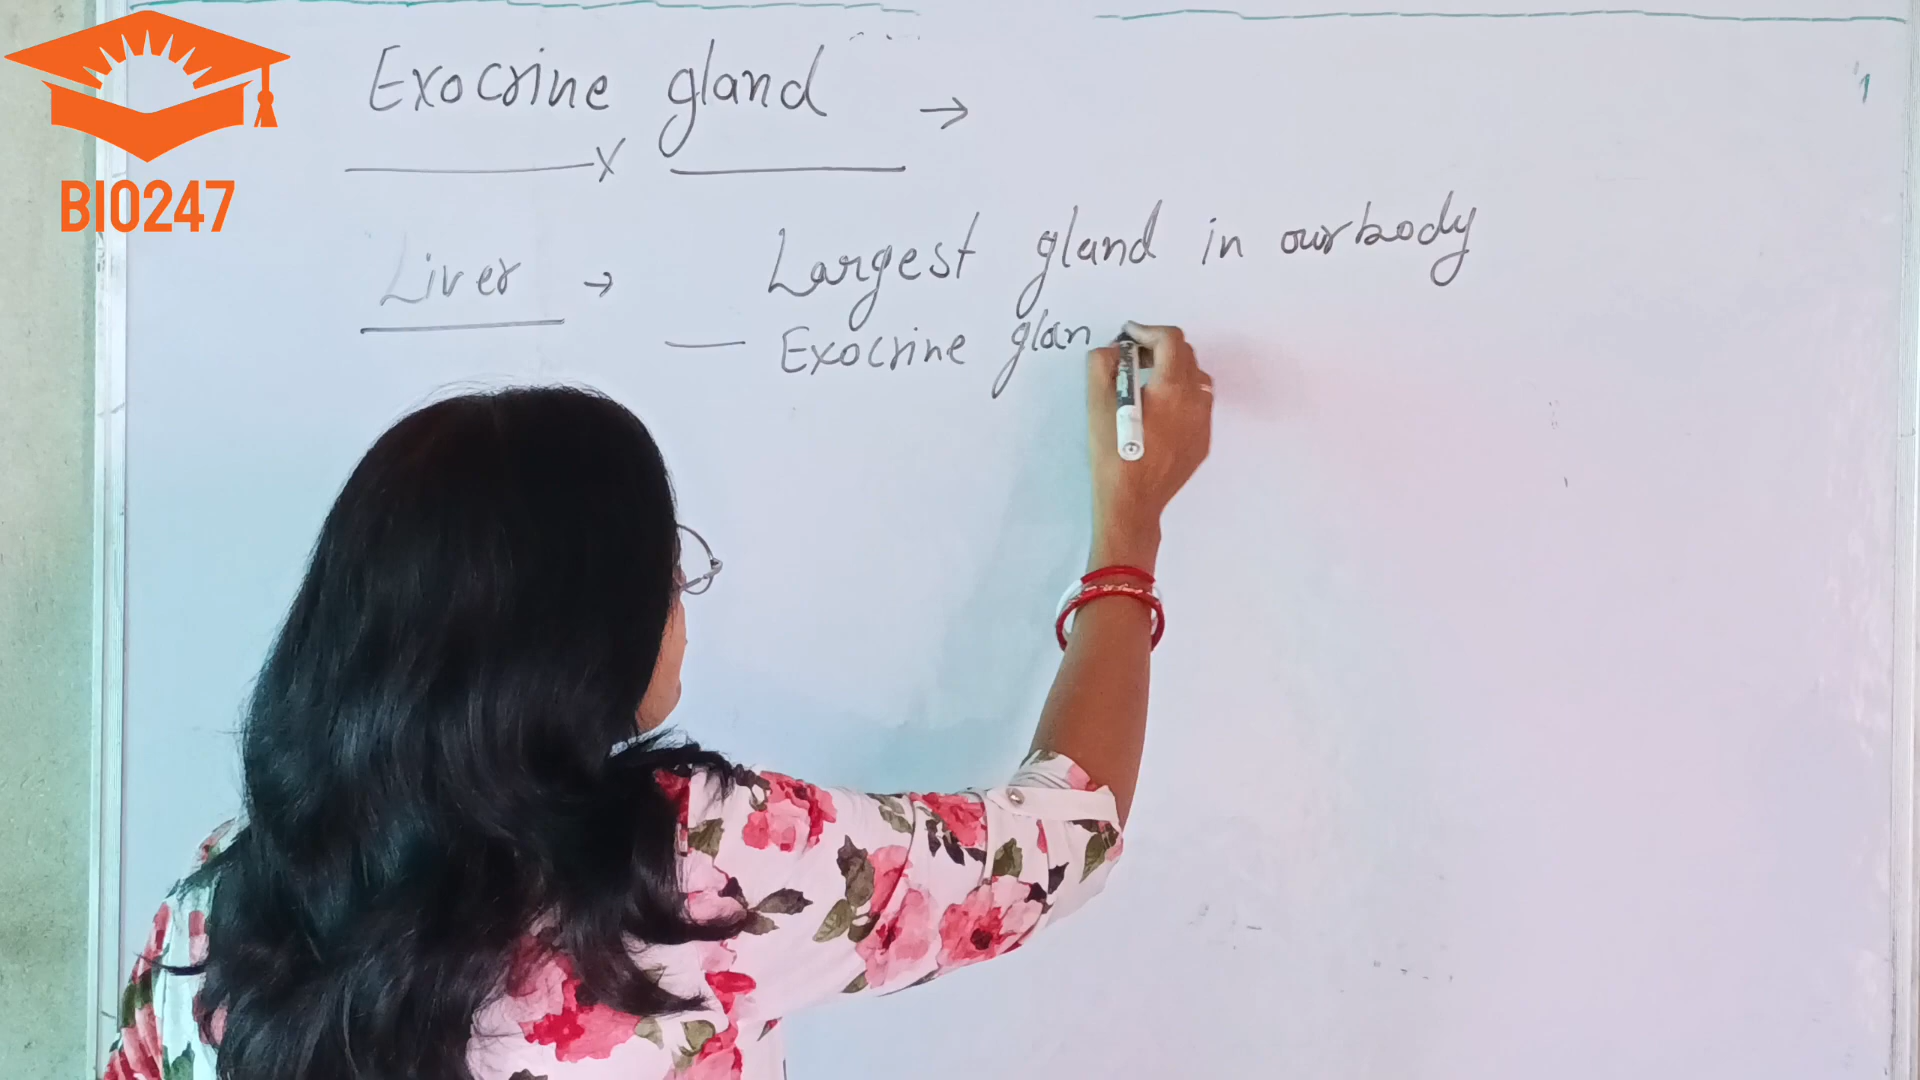 BIO247
Exocrine gland →
Liver → Largest gland in our body
— Exocrine glan